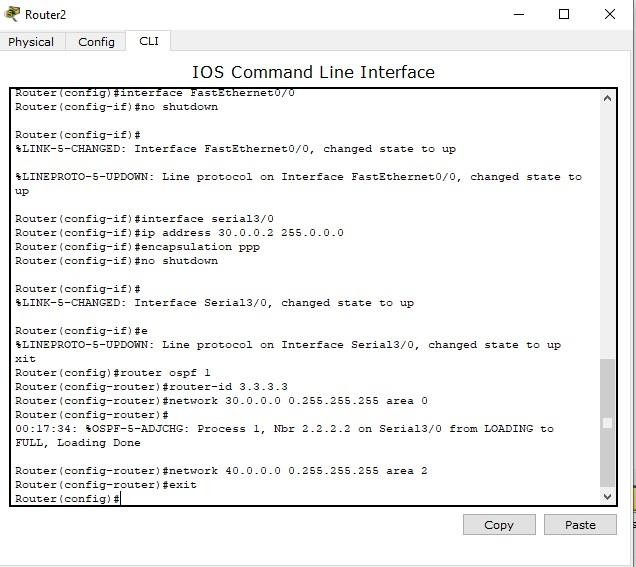 Router2
Physical Config CLI
IOS Command Line Interface
Router(config)#interface FastEthernet0/0
Router(config-if)#no shutdown
Router(config-if)#
%LINK-5-CHANGED: Interface FastEthernet0/0, changed state to up
%LINEPROTO-5-UPDOWN: Line protocol on Interface FastEthernet0/0, changed state to
up
Router(config-if)#interface serial3/0
Router(config-if)#ip address 30.0.0.2 255.0.0.0
Router(config-if)#encapsulation ppp
Router(config-if)#no shutdown
Router(config-if)#
%LINK-5-CHANGED: Interface Serial3/0, changed state to up
Router(config-if)#e
%LINEPROTO-5-UPDOWN: Line protocol on Interface Serial3/0, changed state to up
xit
Router(config)#router ospf 1
Router(config-router)#router-id 3.3.3.3
Router(config-router)#network 30.0.0.0 0.255.255.255 area 0
Router(config-router)#
00:17:34: %OSPF-5-ADJCHG: Process 1, Nbr 2.2.2.2 on Serial3/0 from LOADING to
FULL, Loading Done
Router(config-router)#network 40.0.0.0 0.255.255.255 area 2
Router(config-router)#exit
Router(config)#
Copy Paste